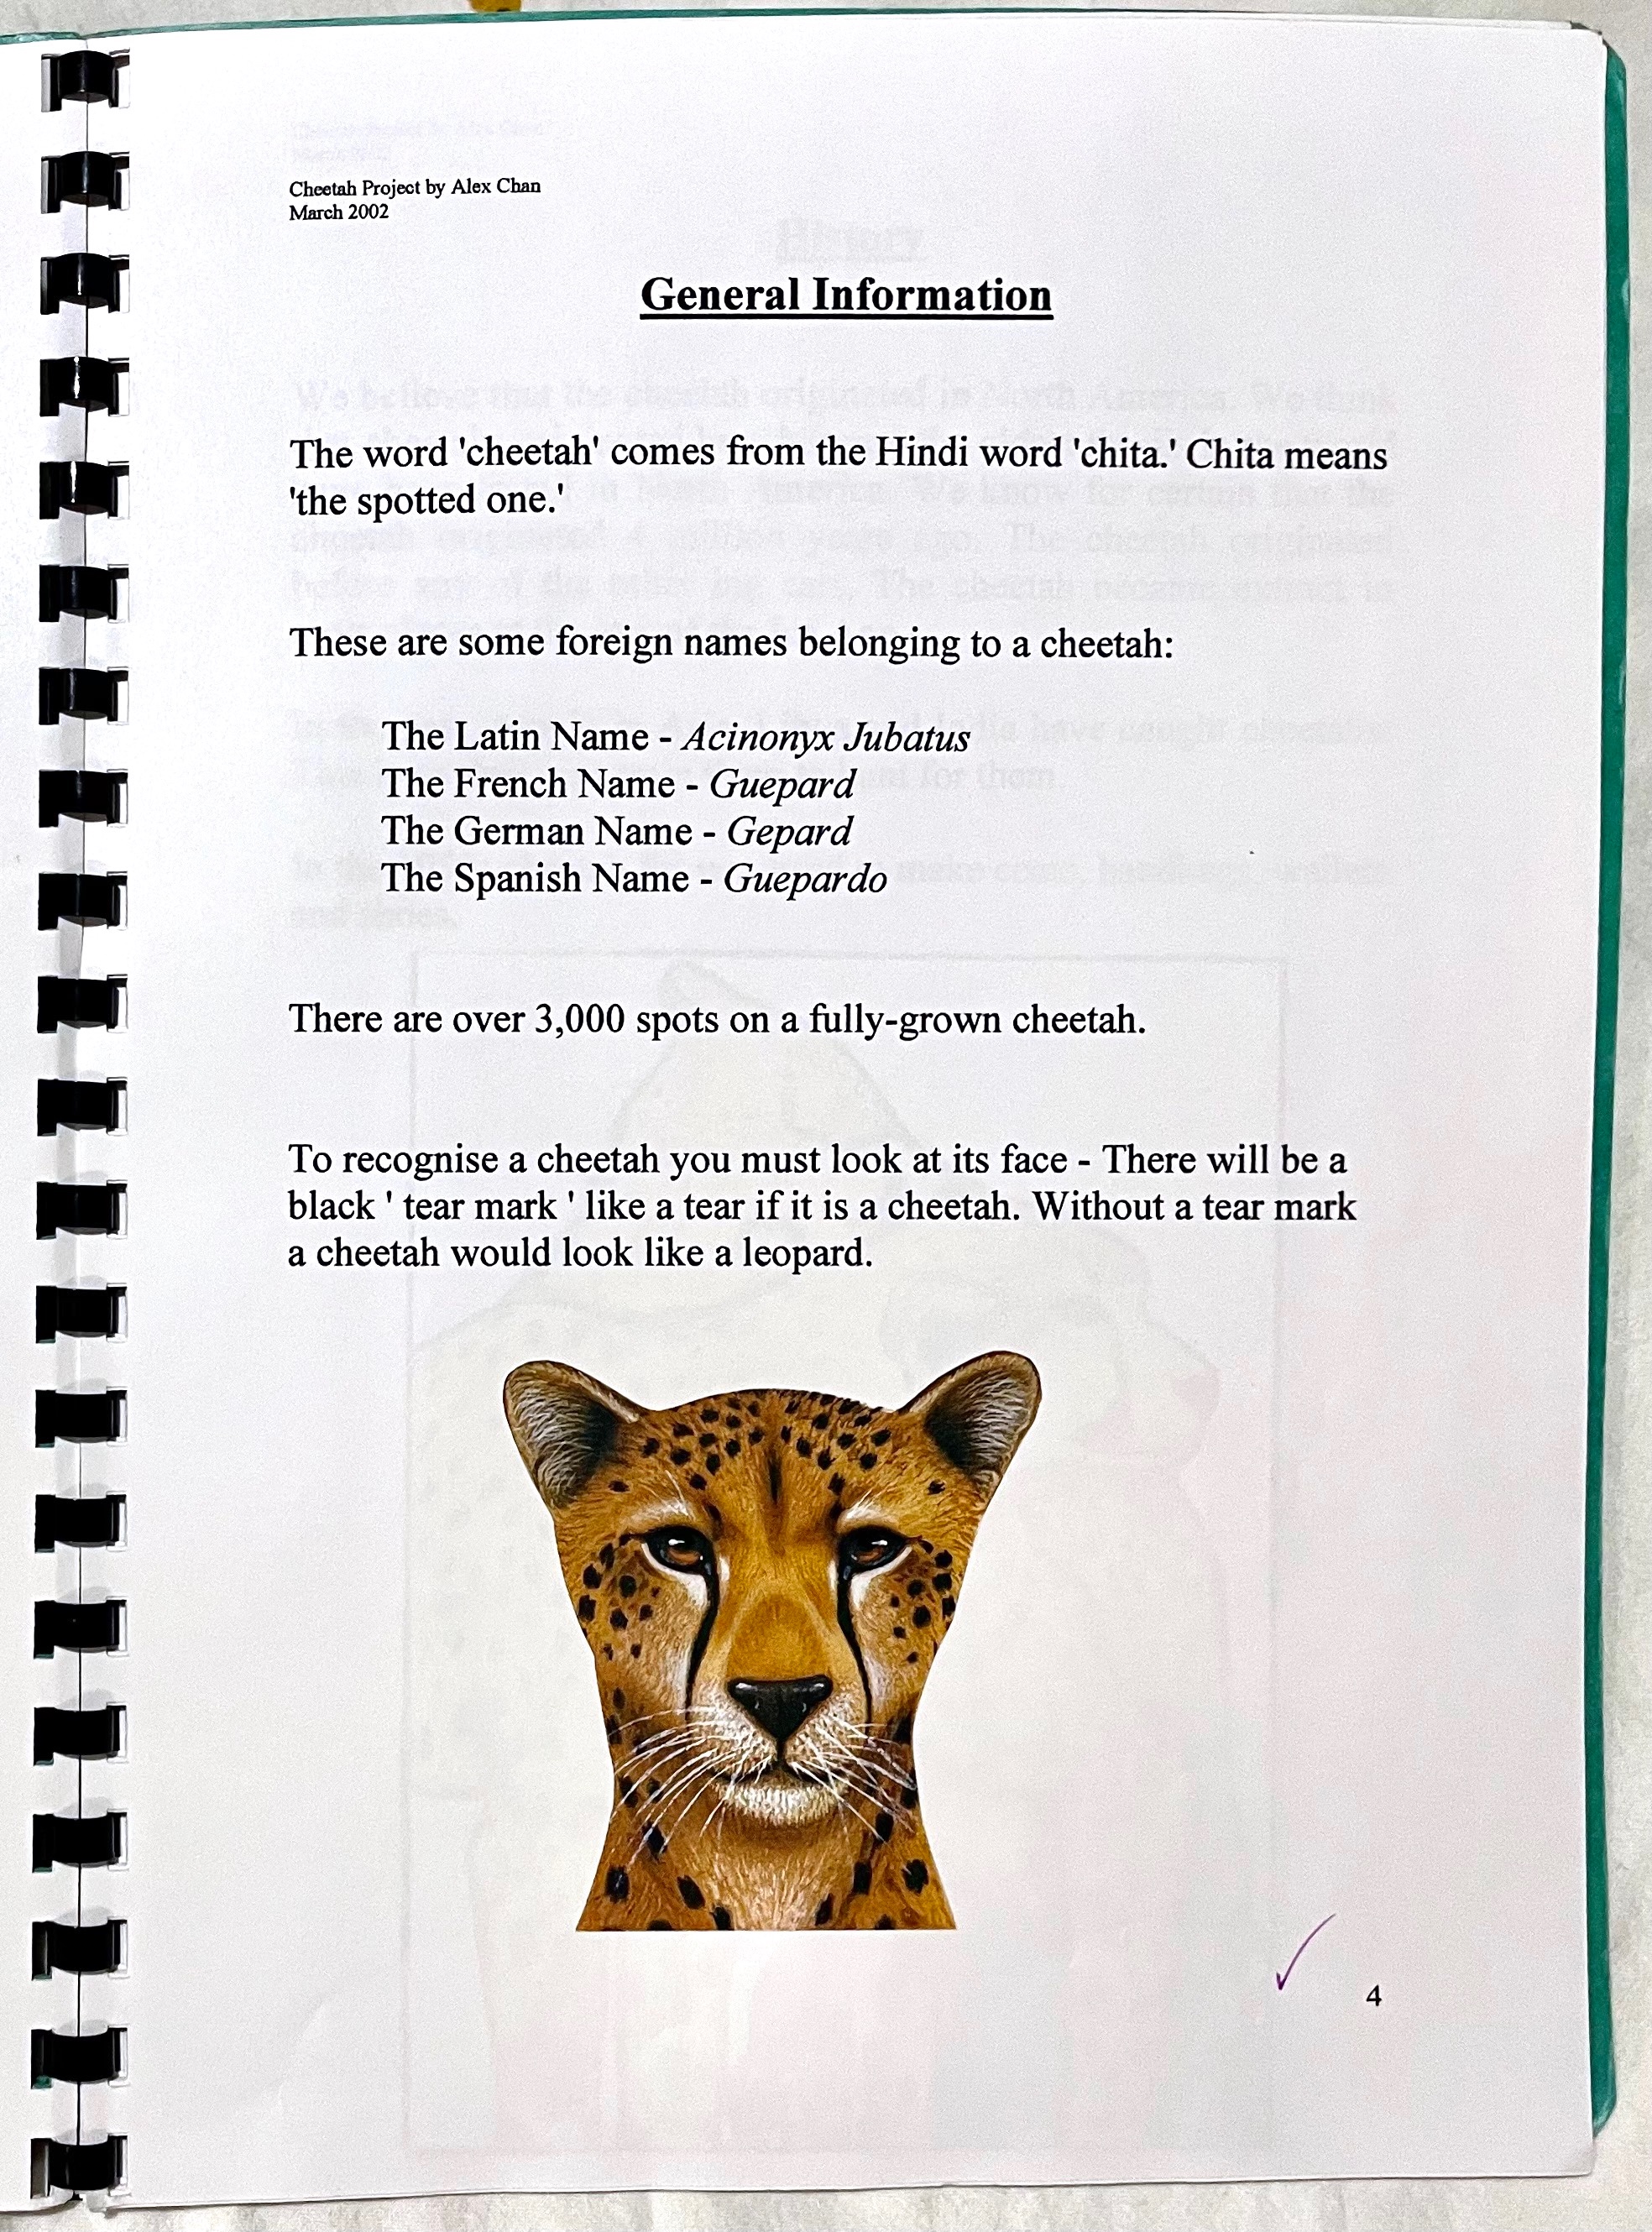 Cheetah Project by Alex Chan
March 2002
General Information
The word 'cheetah' comes from the Hindi word 'chita.' Chita means
'the spotted one.'
These are some foreign names belonging to a cheetah:
The Latin Name - Acinonyx Jubatus
The French Name - Guepard
The German Name - Gepard
The Spanish Name - Guepardo
There are over 3,000 spots on a fully-grown cheetah.
To recognise a cheetah you must look at its face - There will be a
black ' tear mark ' like a tear if it is a cheetah. Without a tear mark
a cheetah would look like a leopard.
4